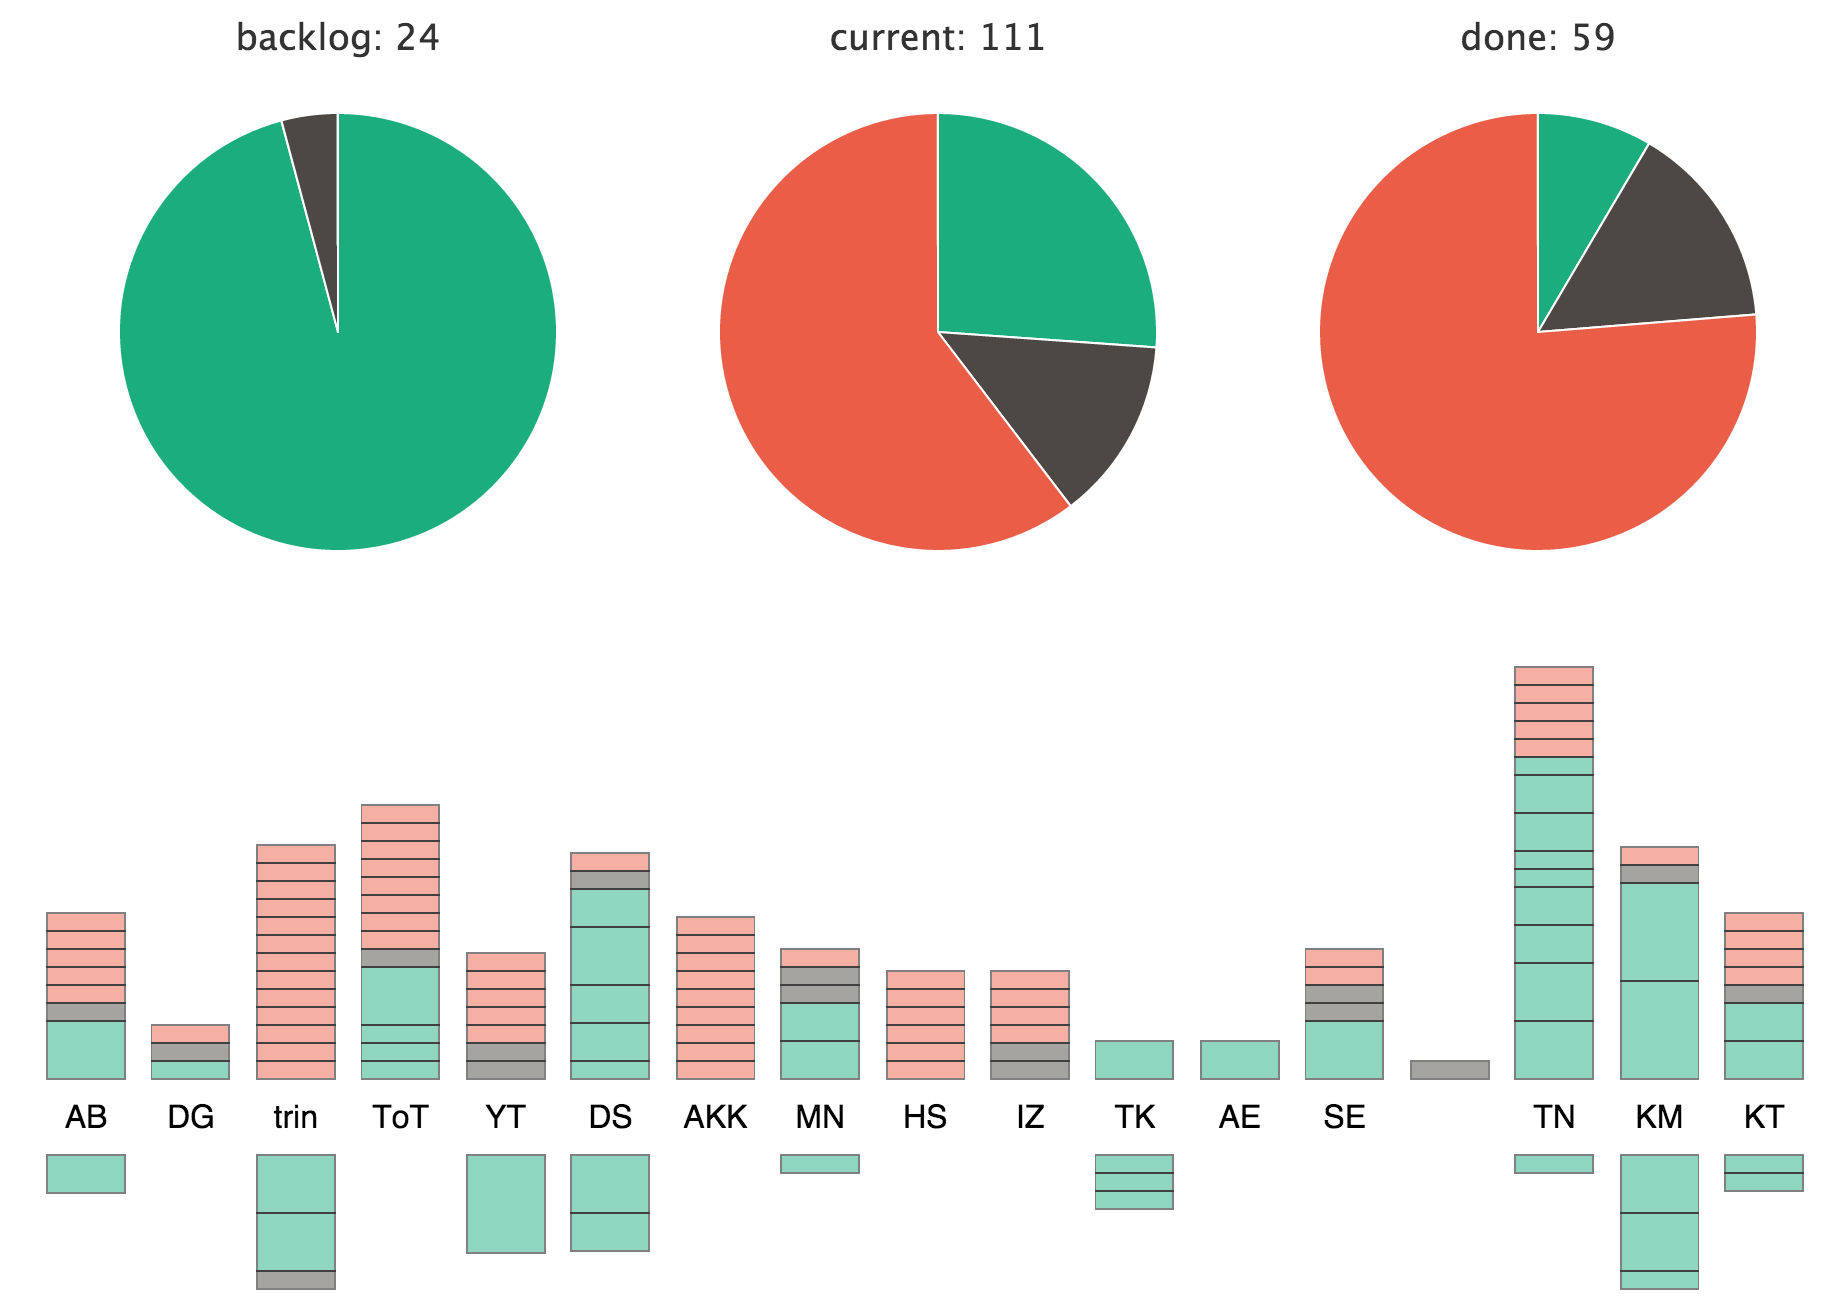 backlog: 24
current: 111
done: 59
AB DG trin ToT YT DS AKK MN HS IZ TK AE SE TN KM KT